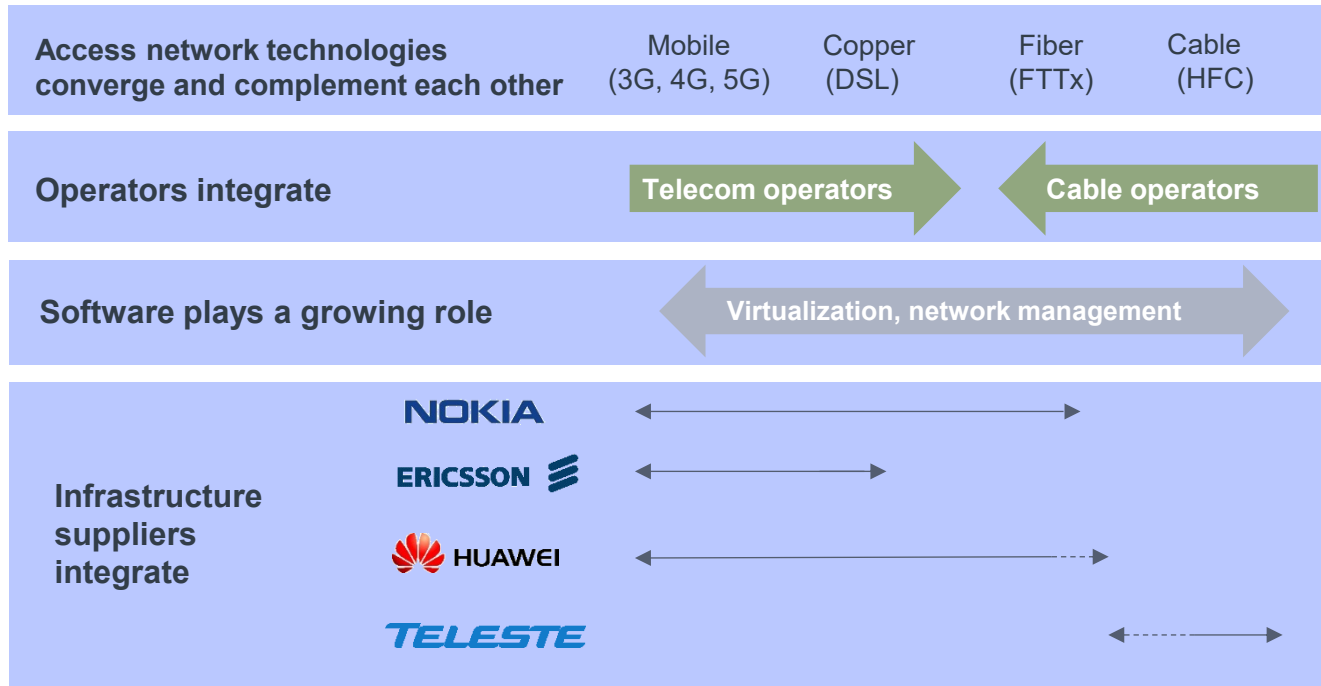 Access network technologies
converge and complement each other
Mobile
(3G, 4G, 5G)
Copper
(DSL)
Fiber
(FTTx)
Cable
(HFC)
Operators integrate
Telecom operators
Cable operators
Software plays a growing role
Virtualization, network management
Infrastructure
suppliers
integrate
NOKIA
ERICSSON
HUAWEI
TELESTE